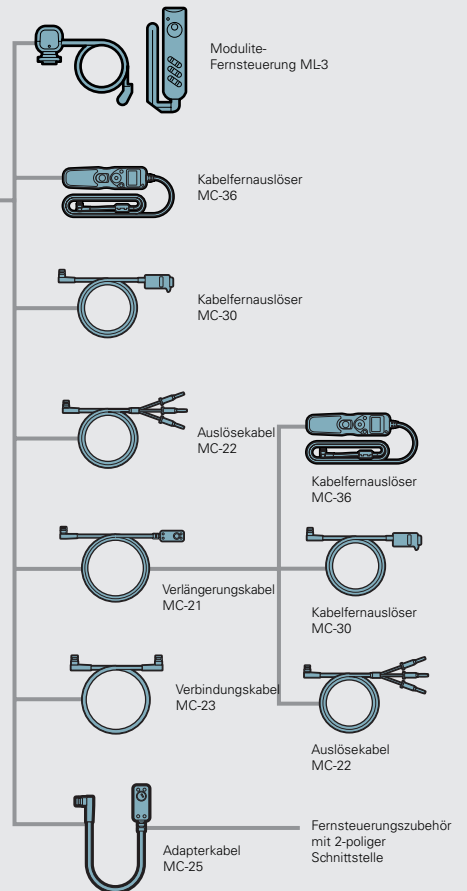 Modulite-
Fernsteuerung ML-3
Kabelfernauslöser
MC-36
Kabelfernauslöser
MC-30
Auslösekabel
MC-22
Kabelfernauslöser
MC-36
Verlängerungskabel
MC-21
Kabelfernauslöser
MC-30
Verbindungskabel
MC-23
Auslösekabel
MC-22
Adapterkabel
MC-25
Fernsteuerungszubehör
mit 2-poliger
Schnittstelle